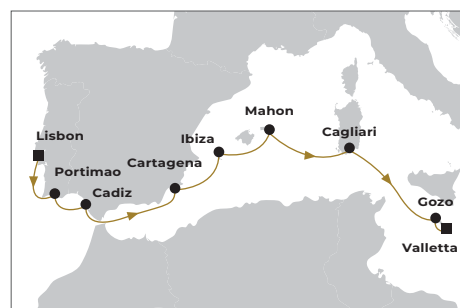 Lisbon
Portimao
Cadiz
Cartagena
Ibiza
Mahon
Cagliari
Gozo
Valletta